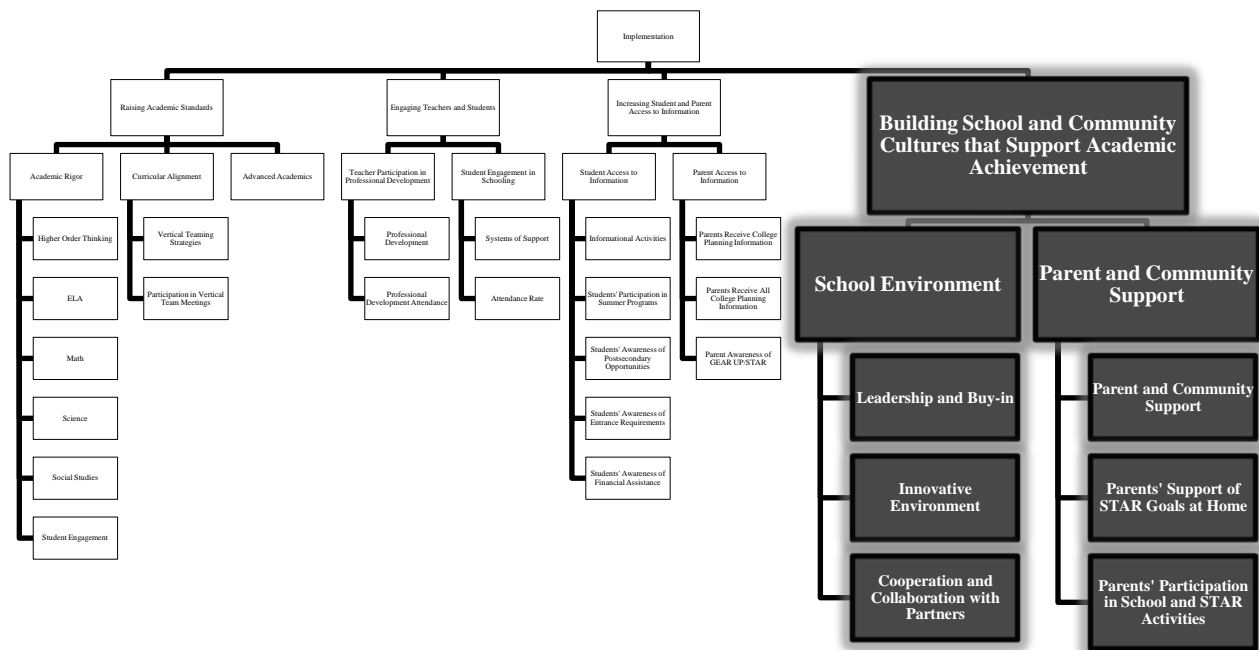 Implementation
Raising Academic Standards
Engaging Teachers and Students
Increasing Student and Parent
Access to Information
Building School and Community
Cultures that Support Academic
Achievement
Academic Rigor
Curricular Alignment
Advanced Academics
Teacher Participation in
Professional Development
Student Engagement in
Schooling
Student Access to
Information
Parent Access to
Information
School Environment
Parent and Community
Support
Higher Order Thinking
ELA
Math
Science
Social Studies
Student Engagement
Vertical Teaming
Strategies
Participation in Vertical
Team Meetings
Professional
Development
Professional
Development Attendance
Systems of Support
Attendance Rate
Informational Activities
Students' Participation in
Summer Programs
Students' Awareness of
Postsecondary
Opportunities
Students' Awareness of
Entrance Requirements
Students' Awareness of
Financial Assistance
Parents Receive College
Planning Information
Parents Receive All
College Planning
Information
Parent Awareness of
GEAR UP/STAR
Leadership and Buy-in
Innovative
Environment
Cooperation and
Collaboration with
Partners
Parent and Community
Support
Parents' Support of
STAR Goals at Home
Parents' Participation
in School and STAR
Activities